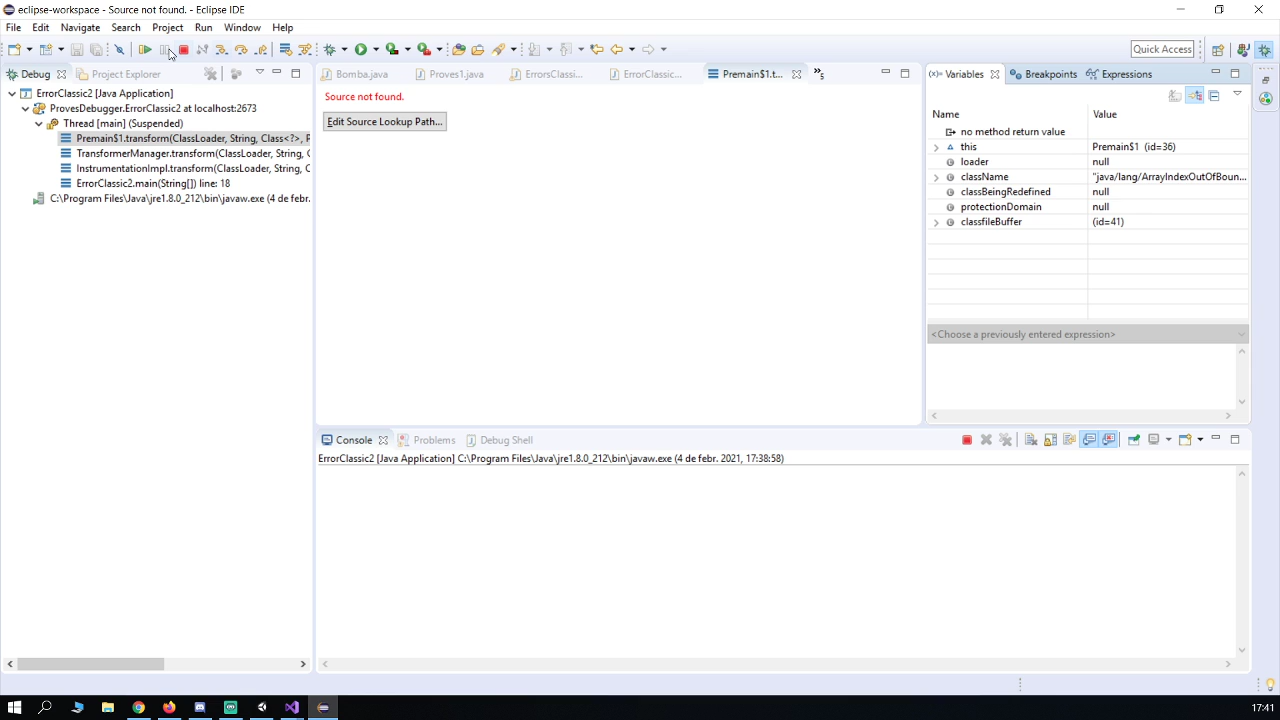 eclipse-workspace - Source not found. - Eclipse IDE
File Edit Navigate Search Project Run Window Help
Quick Access
Debug Project Explorer
ErrorClassic2 [Java Application]
ProvesDebugger.ErrorClassic2 at localhost:2673
Thread [main] (Suspended)
Premain$1.transform(ClassLoader, String, Class<?>, P
TransformerManager.transform(ClassLoader, String, C
InstrumentationImpl.transform(ClassLoader, String, C
ErrorClassic2.main(String[]) line: 18
C:\Program Files\Java\jre1.8.0_212\bin\javaw.exe (4 de febr.
Bomba.java Proves1.java ErrorsClassi... ErrorClassic... Premain$1.t... »5
Source not found.
Edit Source Lookup Path...
(x)= Variables Breakpoints Expressions
Name Value
no method return value
this Premain$1 (id=36)
loader null
className "java/lang/ArrayIndexOutOfBoun...
classBeingRedefined null
protectionDomain null
classfileBuffer (id=41)
<Choose a previously entered expression>
Console Problems Debug Shell
ErrorClassic2 [Java Application] C:\Program Files\Java\jre1.8.0_212\bin\javaw.exe (4 de febr. 2021, 17:38:58)
17:41